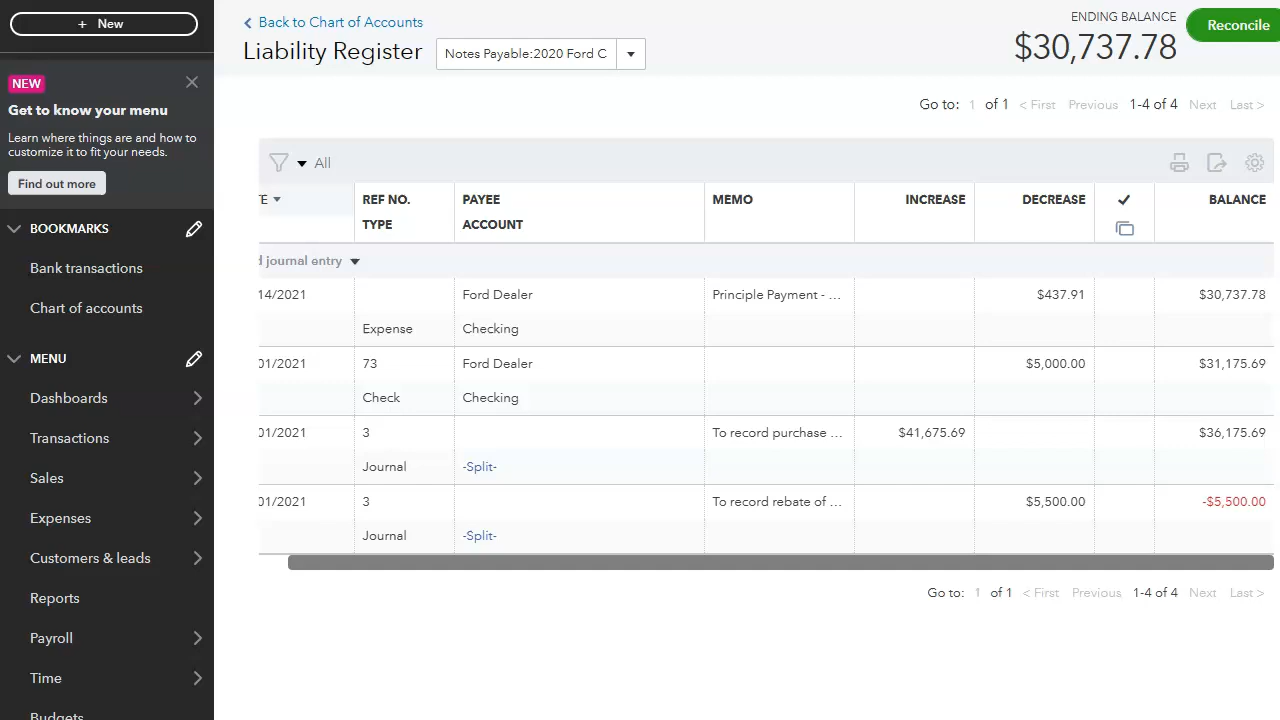 + New
NEW
Get to know your menu
Learn where things are and how to
customize it to fit your needs.
Find out more
BOOKMARKS
Bank transactions
Chart of accounts
MENU
Dashboards
Transactions
Sales
Expenses
Customers & leads
Reports
Payroll
Time
Budgets
Back to Chart of Accounts
Liability Register
Notes Payable:2020 Ford C
ENDING BALANCE
$30,737.78
Reconcile
Go to: 1 of 1 < First Previous 1-4 of 4 Next Last >
All
TE REF NO. PAYEE MEMO INCREASE DECREASE ✓ BALANCE
TYPE ACCOUNT
d journal entry
14/2021 Ford Dealer Principle Payment - ... $437.91 $30,737.78
Expense Checking
01/2021 73 Ford Dealer $5,000.00 $31,175.69
Check Checking
01/2021 3 To record purchase ... $41,675.69 $36,175.69
Journal -Split-
01/2021 3 To record rebate of ... $5,500.00 -$5,500.00
Journal -Split-
Go to: 1 of 1 < First Previous 1-4 of 4 Next Last >